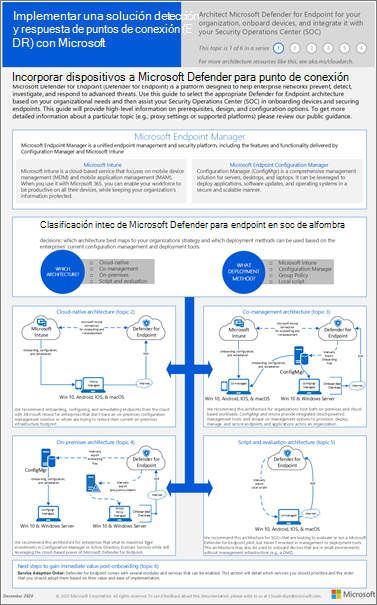 Implementar una solución detección
y respuesta de puntos de conexión (E
DR) con Microsoft
Architect Microsoft Defender for Endpoint for your
organization, onboard devices, and integrate it with
your Security Operations Center (SOC)
This topic is 1 of 6 in a series
1
2
3
4
5
6
For more architecture resources like this, see aka.ms/cloudarch
Incorporar dispositivos a Microsoft Defender para punto de conexión
Microsoft Defender for Endpoint (Defender for Endpoint) is a platform designed to help enterprise networks prevent, detect,
investigate, and respond to advanced threats. Use this guide to select the appropriate Defender for Endpoint architecture
based on your organizational needs and then assist your Security Operations Center (SOC) in onboarding devices and securing
endpoints. This guide will provide high-level information on prerequisites, design, and configuration options. To get more
detailed information about a particular topic (e.g., proxy settings or supported platforms) please review our public guidance.
Microsoft Endpoint Manager
Microsoft Endpoint Manager is a unified endpoint management and security platform, including the features and functionality delivered by
Configuration Manager and Microsoft Intune
Microsoft Intune
Microsoft Intune is a cloud-based service that focuses on mobile device
management (MDM) and mobile application management (MAM).
When you use it with Microsoft 365, you can enable your workforce to
be productive on all their devices, while keeping your organization's
information protected.
Microsoft Endpoint Configuration Manager
Configuration Manager (ConfigMgr) is a comprehensive management
solution for servers, desktops, and laptops. It can be leveraged to
deploy applications, software updates, and operating systems in a
secure and scalable manner.
Clasificación intec de Microsoft Defender para endpoint en soc de alfombra
decisions: which architecture best maps to your organizations strategy and which deployment methods can be used based on the
enterprises' current configuration management and deployment tools.
WHICH
ARCHITECTURE?
Cloud-native
Co-management
On-premises
Script and evaluation
WHAT
DEPLOYMENT
METHOD?
Microsoft Intune
Configuration Manager
Group Policy
Local script
Cloud-native architecture (topic 2)
Microsoft
Intune
Defender for
Endpoint
Win 10, Android, IOS, & macOS
We recommend onboarding, configuring, and remediating endpoints from the cloud
with Microsoft Intune for enterprises that don't have an on-premises configuration
management solution or whom are trying to reduce their current on-premises
infrastructure footprint.
Co-management architecture (topic 3)
Microsoft
Intune
Defender for
Endpoint
ConfigMgr
Win 10, Android, IOS, & macOS
Win 10 & Windows Server
We recommend this architecture for organizations host both on-premises and cloud-
based workloads. ConfigMgr and Intune provide integrated cloud-powered
management tools and unique co-management options to provision, deploy,
manage, and secure endpoints and applications across an organization.
On-premises architecture (topic 4)
ConfigMgr
Defender for
Endpoint
Win 10 & Windows Server
Win 10 & Windows Server
We recommend this architecture for enterprises that want to maximize their
investments in Configuration Manager or Active Directory Domain Services while still
leveraging the cloud-based power of Microsoft Defender for Endpoint.
Script and evaluation architecture (topic 5)
Defender for
Endpoint
Win 10, Android, IOS, & macOS
We recommend this architecture for SOCs that are looking to evaluate or run a Microsoft
Defender for Endpoint pilot, but haven't invested in management or deployment tools.
This architecture may also be used to onboard devices that are in small environments
without management infrastructure (e.g. a DMZ).
Next steps to gain immediate value post-onboarding (topic 6)
Service Adoption Order: Defender for Endpoint comes with several modules and services that can be enabled. This action will detail which services you should prioritize and the order
that you should adopt them based on their value and ease of implementation.
December 2020
© 2020 Microsoft Corporation. All rights reserved. To send feedback about this documentation, please write to us at CloudAdopt@microsoft.com.
Microsoft